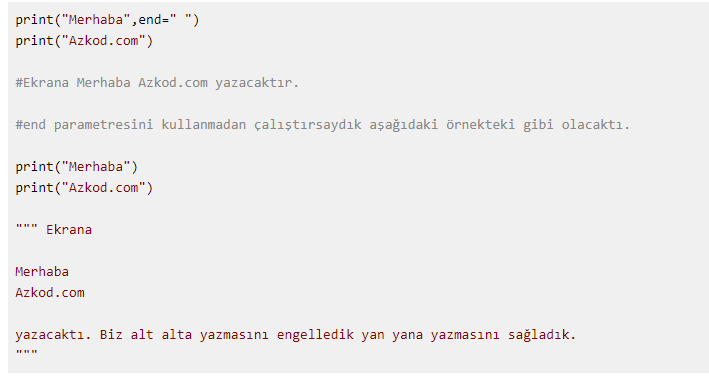 print("Merhaba",end=" ")
print("Azkod.com")
#Ekrana Merhaba Azkod.com yazacaktır.
#end parametresini kullanmadan çalıştırsaydık aşağıdaki örnekteki gibi olacaktı.
print("Merhaba")
print("Azkod.com")
""" Ekrana
Merhaba
Azkod.com
yazacaktı. Biz alt alta yazmasını engelledik yan yana yazmasını sağladık.
"""